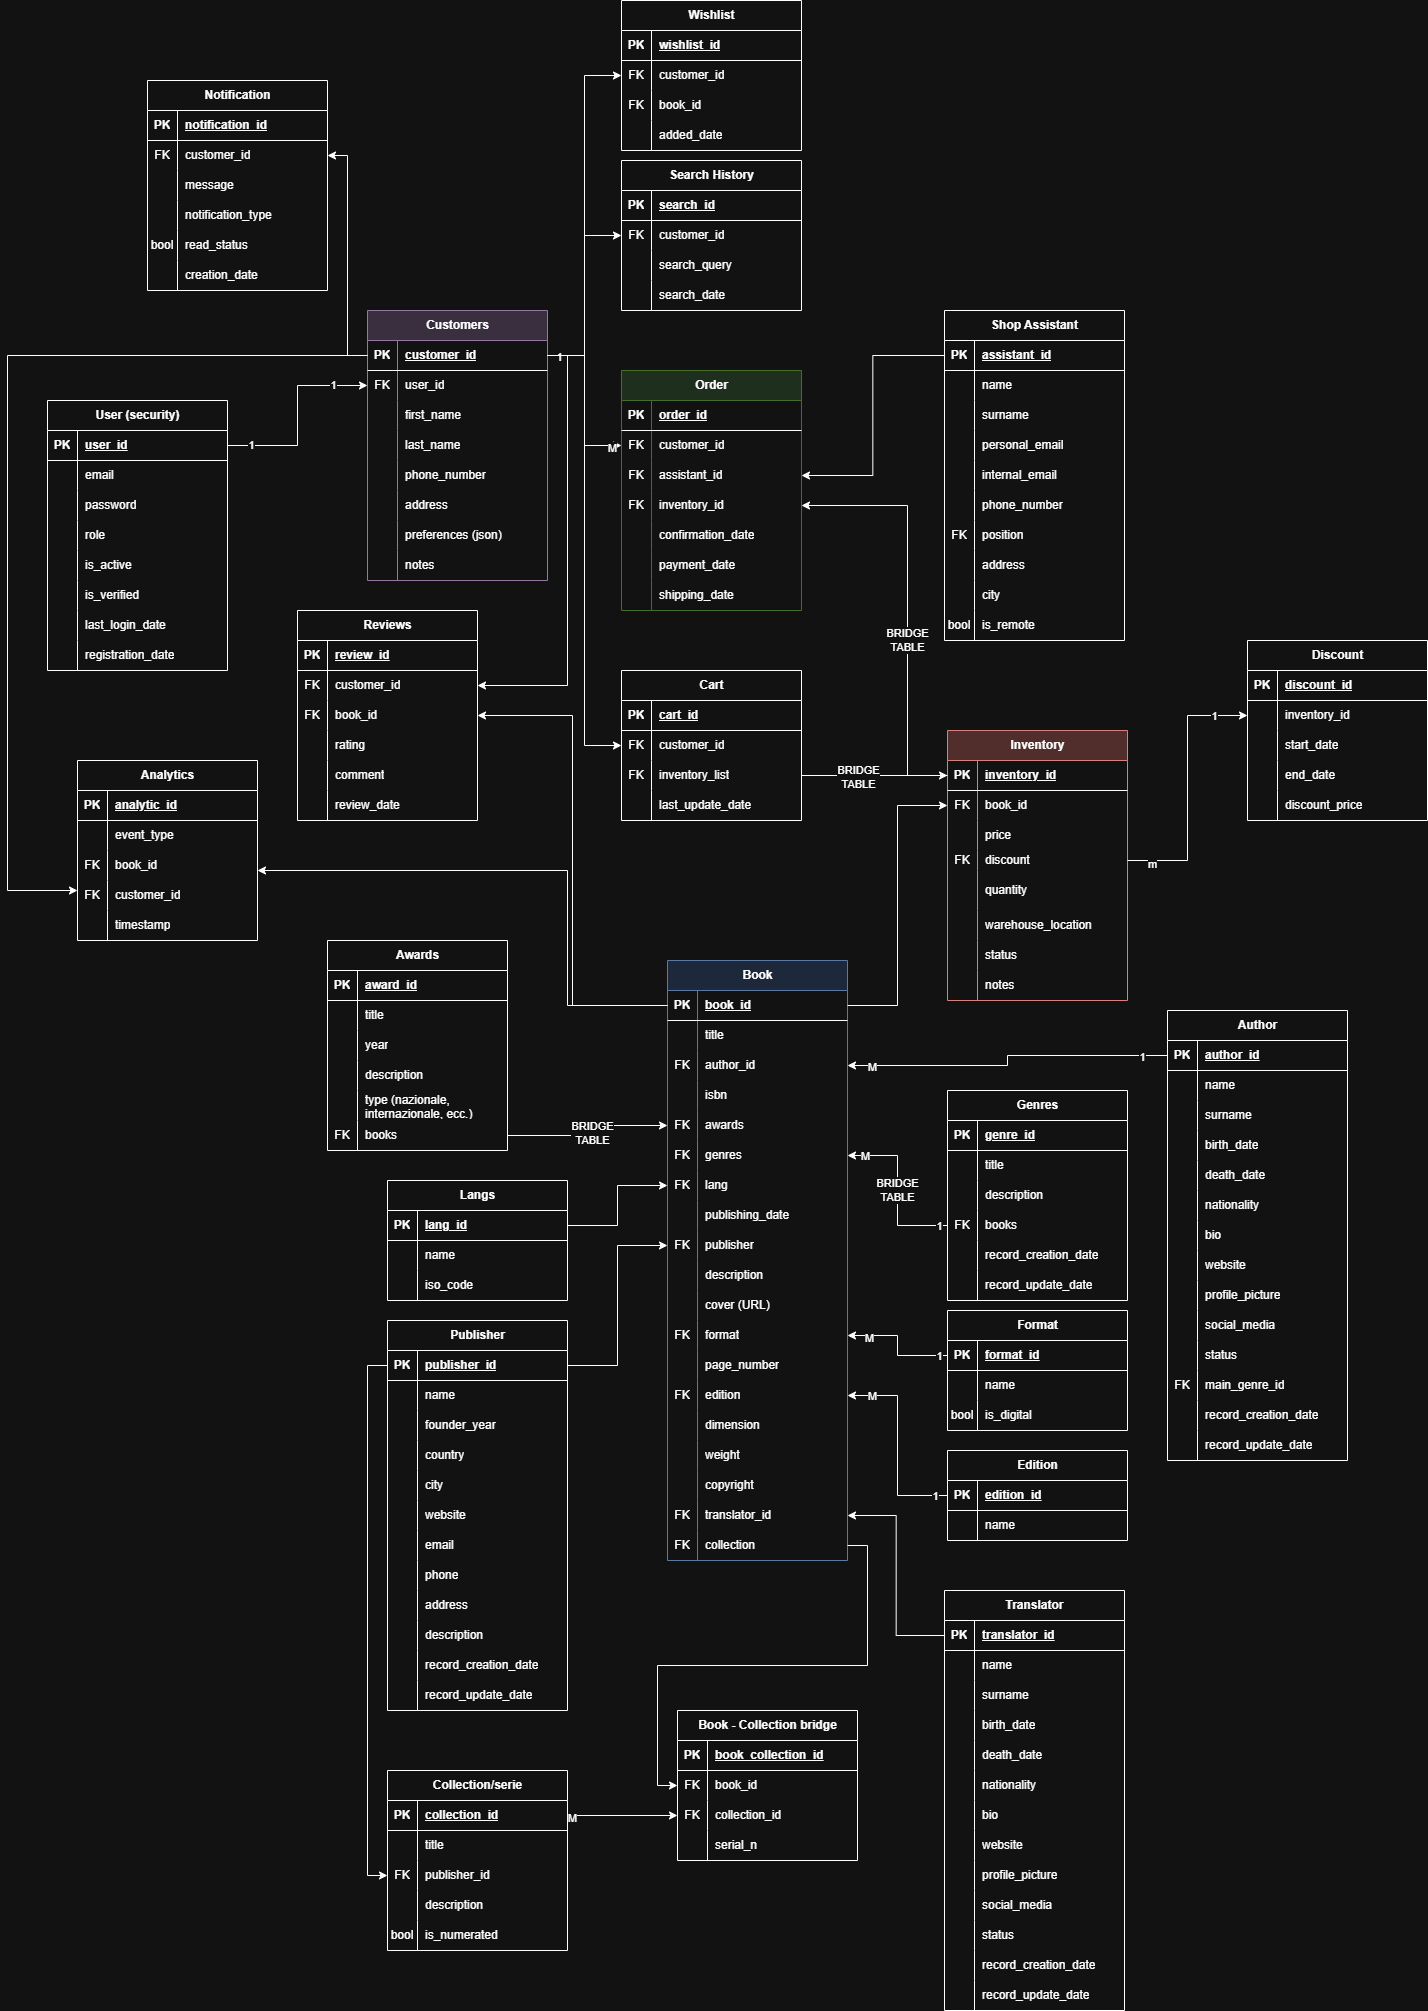 Wishlist
PK wishlist_id
FK customer_id
FK book_id
added_date
Notification
PK notification_id
FK customer_id
message
notification_type
bool read_status
creation_date
Search History
PK search_id
FK customer_id
search_query
search_date
Customers
PK customer_id
FK user_id
first_name
last_name
phone_number
address
preferences (json)
notes
1
Shop Assistant
PK assistant_id
name
surname
personal_email
internal_email
phone_number
FK position
address
city
bool is_remote
Order
PK order_id
FK customer_id
FK assistant_id
FK inventory_id
confirmation_date
payment_date
shipping_date
M
User (security)
PK user_id
email
password
role
is_active
is_verified
last_login_date
registration_date
1
1
Reviews
PK review_id
FK customer_id
FK book_id
rating
comment
review_date
BRIDGE
TABLE
Cart
PK cart_id
FK customer_id
FK inventory_list
last_update_date
BRIDGE
TABLE
Discount
PK discount_id
inventory_id
start_date
end_date
discount_price
1
Inventory
PK inventory_id
FK book_id
price
FK discount
quantity
warehouse_location
status
notes
m
Analytics
PK analytic_id
event_type
FK book_id
FK customer_id
timestamp
Awards
PK award_id
title
year
description
type (nazionale,
internazionale, ecc.)
FK books
BRIDGE
TABLE
Book
PK book_id
title
FK author_id
isbn
FK awards
FK genres
FK lang
publishing_date
FK publisher
description
cover (URL)
FK format
page_number
FK edition
dimension
weight
copyright
FK translator_id
FK collection
M
1
Author
PK author_id
name
surname
birth_date
death_date
nationality
bio
website
profile_picture
social_media
status
FK main_genre_id
record_creation_date
record_update_date
Genres
PK genre_id
title
description
FK books
record_creation_date
record_update_date
M
BRIDGE
TABLE
1
Langs
PK lang_id
name
iso_code
Format
PK format_id
name
bool is_digital
M
1
Publisher
PK publisher_id
name
founder_year
country
city
website
email
phone
address
description
record_creation_date
record_update_date
Edition
PK edition_id
name
M
1
Translator
PK translator_id
name
surname
birth_date
death_date
nationality
bio
website
profile_picture
social_media
status
record_creation_date
record_update_date
Book - Collection bridge
PK book_collection_id
FK book_id
FK collection_id
serial_n
Collection/serie
PK collection_id
title
FK publisher_id
description
bool is_numerated
M